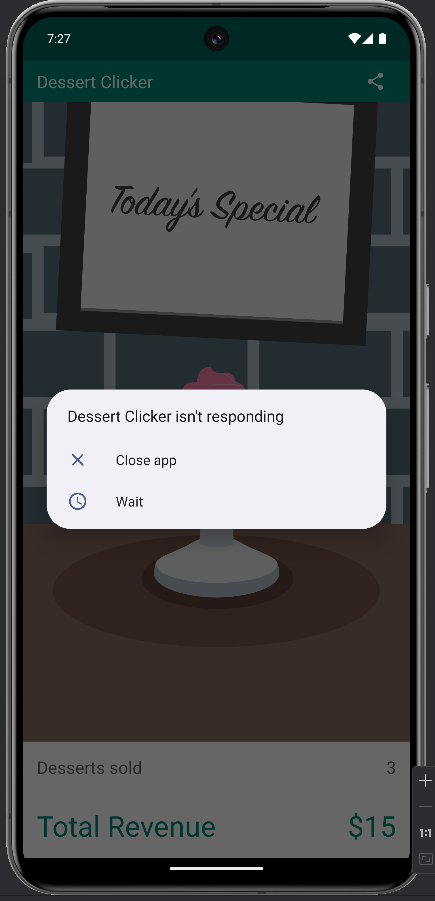 7:27
Dessert Clicker
Today's Special
Dessert Clicker isn't responding
Close app
Wait
Desserts sold 3
Total Revenue $15
1:1